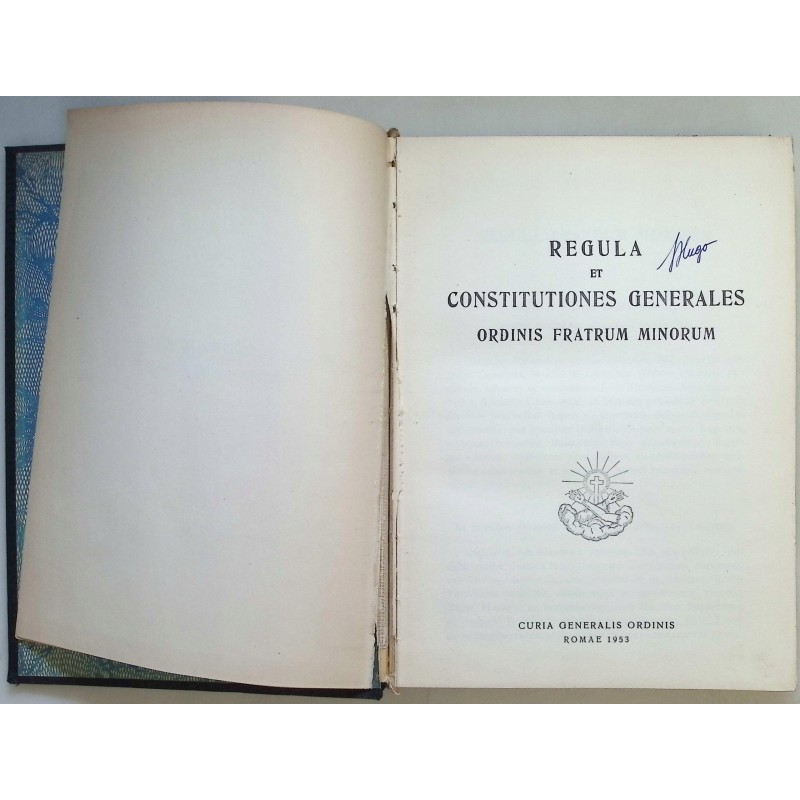 REGULA
Hugo
ET
CONSTITUTIONES GENERALES
ORDINIS FRATRUM MINORUM
CURIA GENERALIS ORDINIS
ROMAE 1953